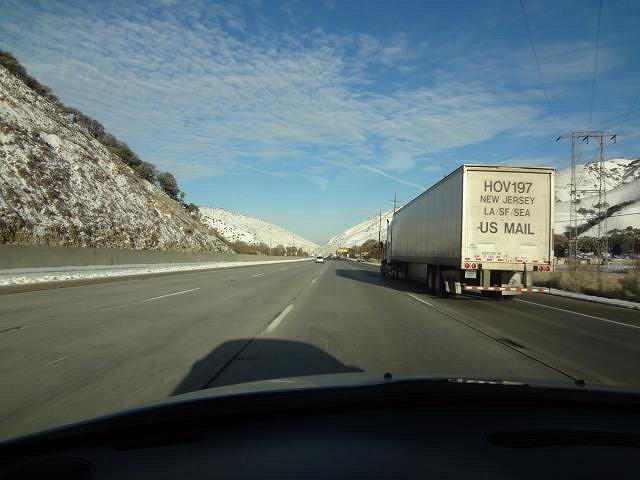 HOV197
NEW JERSEY
LA/SF/SEA
US MAIL